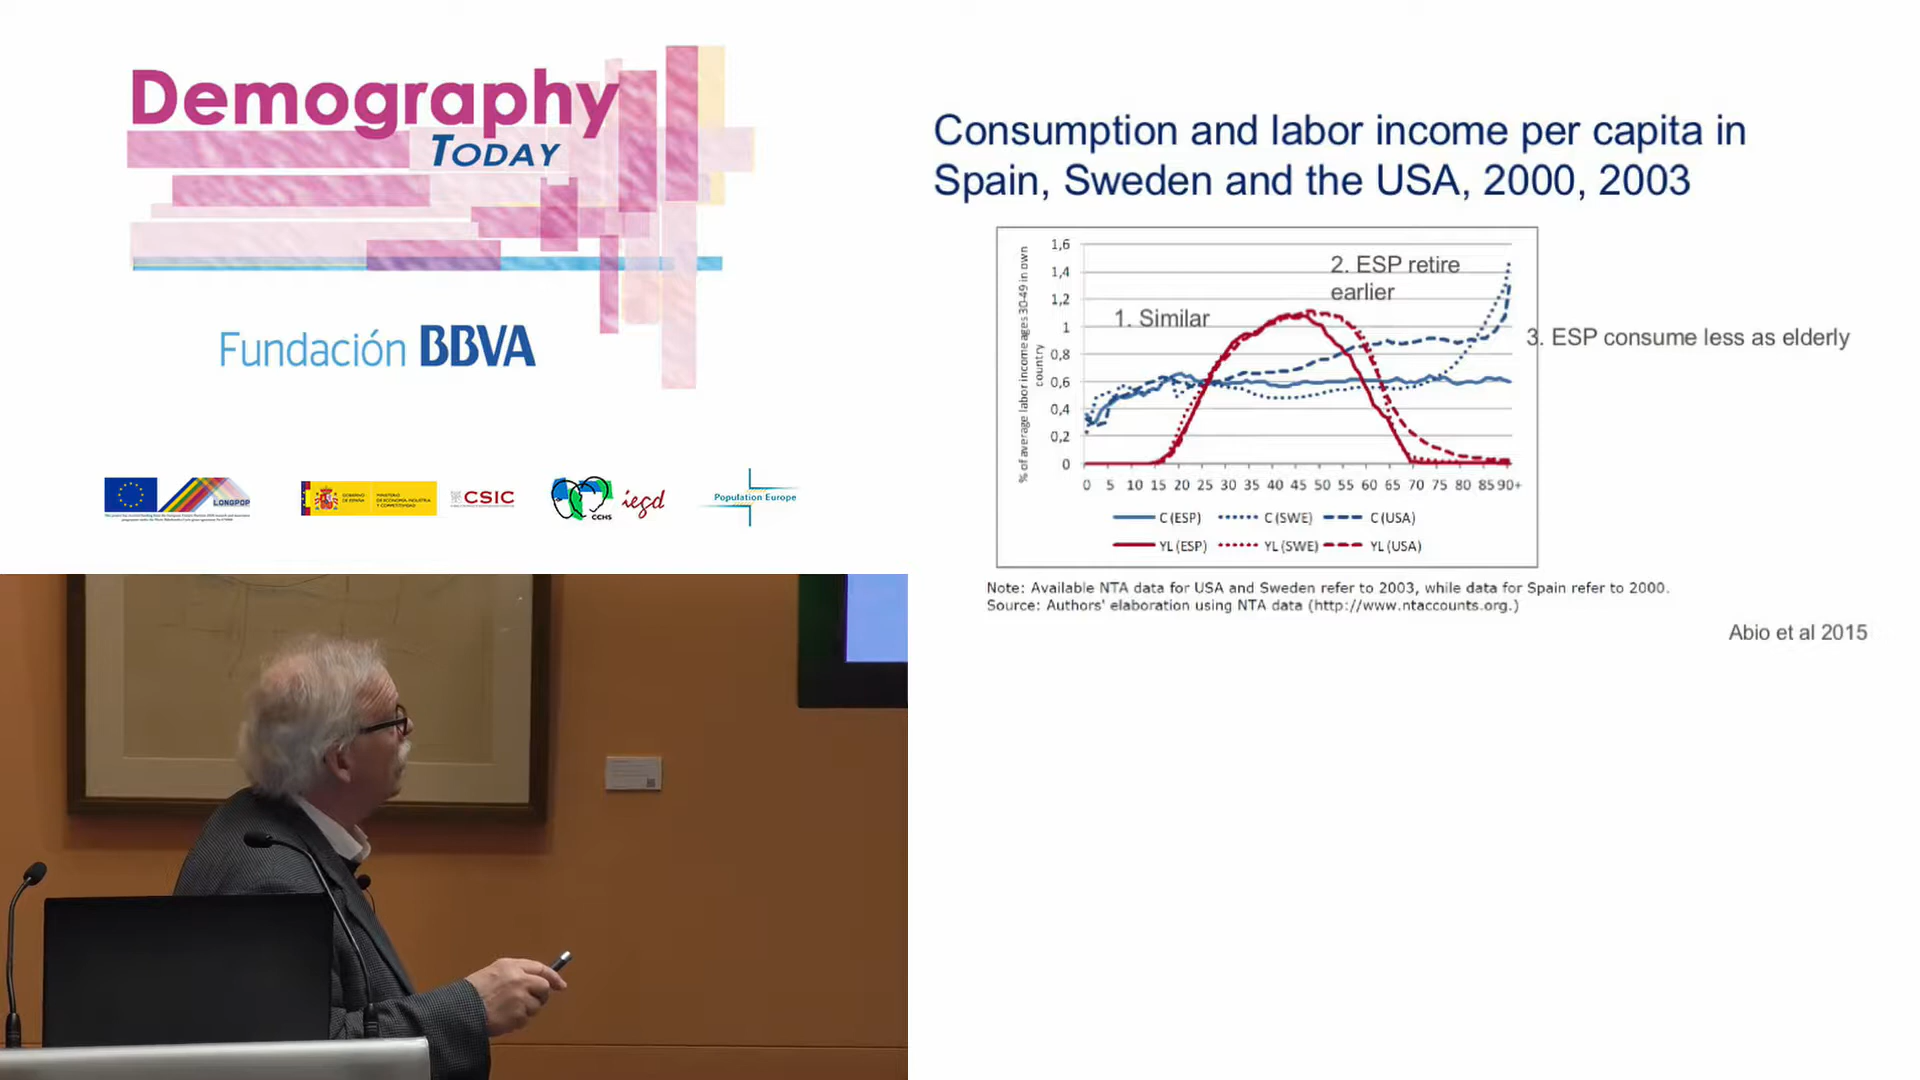 Demography
TODAY
Fundación BBVA
LONGPOP
GOBIERNO
DE ESPAÑA
MINISTERIO
DE ECONOMÍA, INDUSTRIA
Y COMPETITIVIDAD
CSIC
CCHS
iegd
Population Europe
Consumption and labor income per capita in
Spain, Sweden and the USA, 2000, 2003
% of average labor income ages 30-49 in own
country
1,6
1,4
1,2
1
0,8
0,6
0,4
0,2
0
1. Similar
2. ESP retire
earlier
3. ESP consume less as elderly
0 5 10 15 20 25 30 35 40 45 50 55 60 65 70 75 80 85 90+
C (ESP) C (SWE) C (USA)
YL (ESP) YL (SWE) YL (USA)
Note: Available NTA data for USA and Sweden refer to 2003, while data for Spain refer to 2000.
Source: Authors' elaboration using NTA data (http://www.ntaccounts.org.)
Abio et al 2015